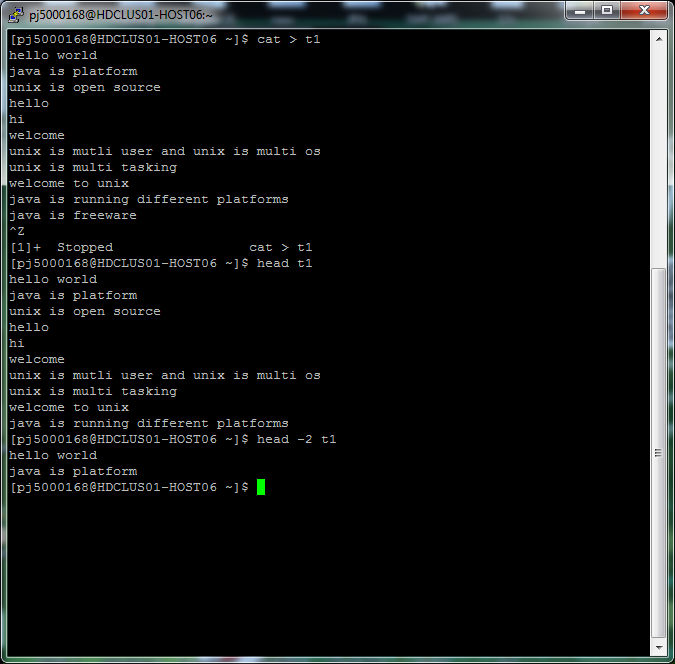 pj5000168@HDCLUS01-HOST06:~
[pj5000168@HDCLUS01-HOST06 ~]$ cat > t1
hello world
java is platform
unix is open source
hello
hi
welcome
unix is mutli user and unix is multi os
unix is multi tasking
welcome to unix
java is running different platforms
java is freeware
^Z
[1]+  Stopped                 cat > t1
[pj5000168@HDCLUS01-HOST06 ~]$ head t1
hello world
java is platform
unix is open source
hello
hi
welcome
unix is mutli user and unix is multi os
unix is multi tasking
welcome to unix
java is running different platforms
[pj5000168@HDCLUS01-HOST06 ~]$ head -2 t1
hello world
java is platform
[pj5000168@HDCLUS01-HOST06 ~]$